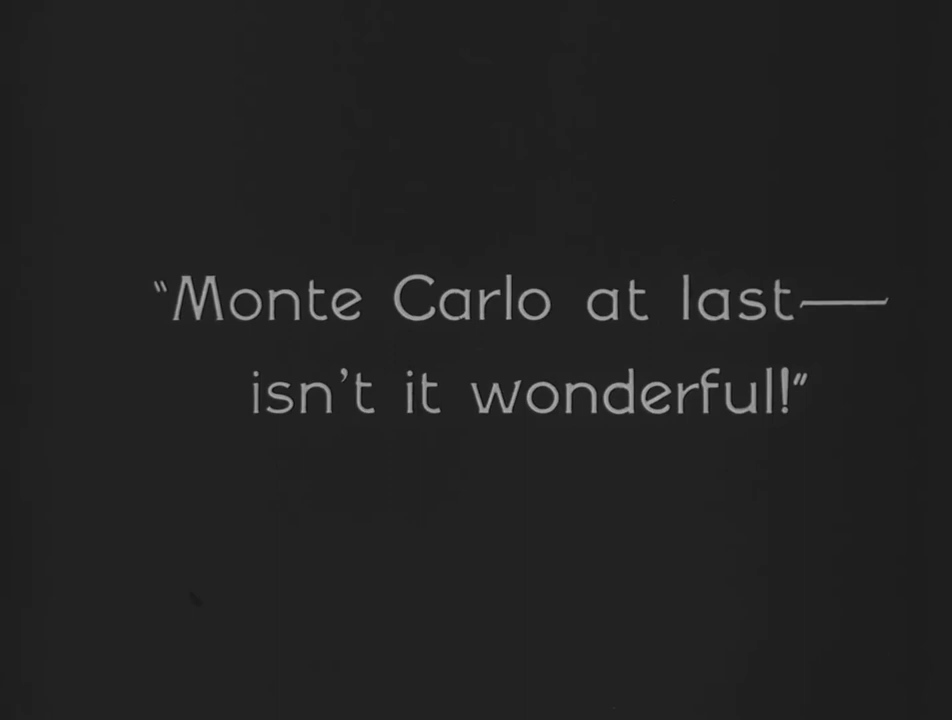 “Monte Carlo at last—
isn’t it wonderful!”